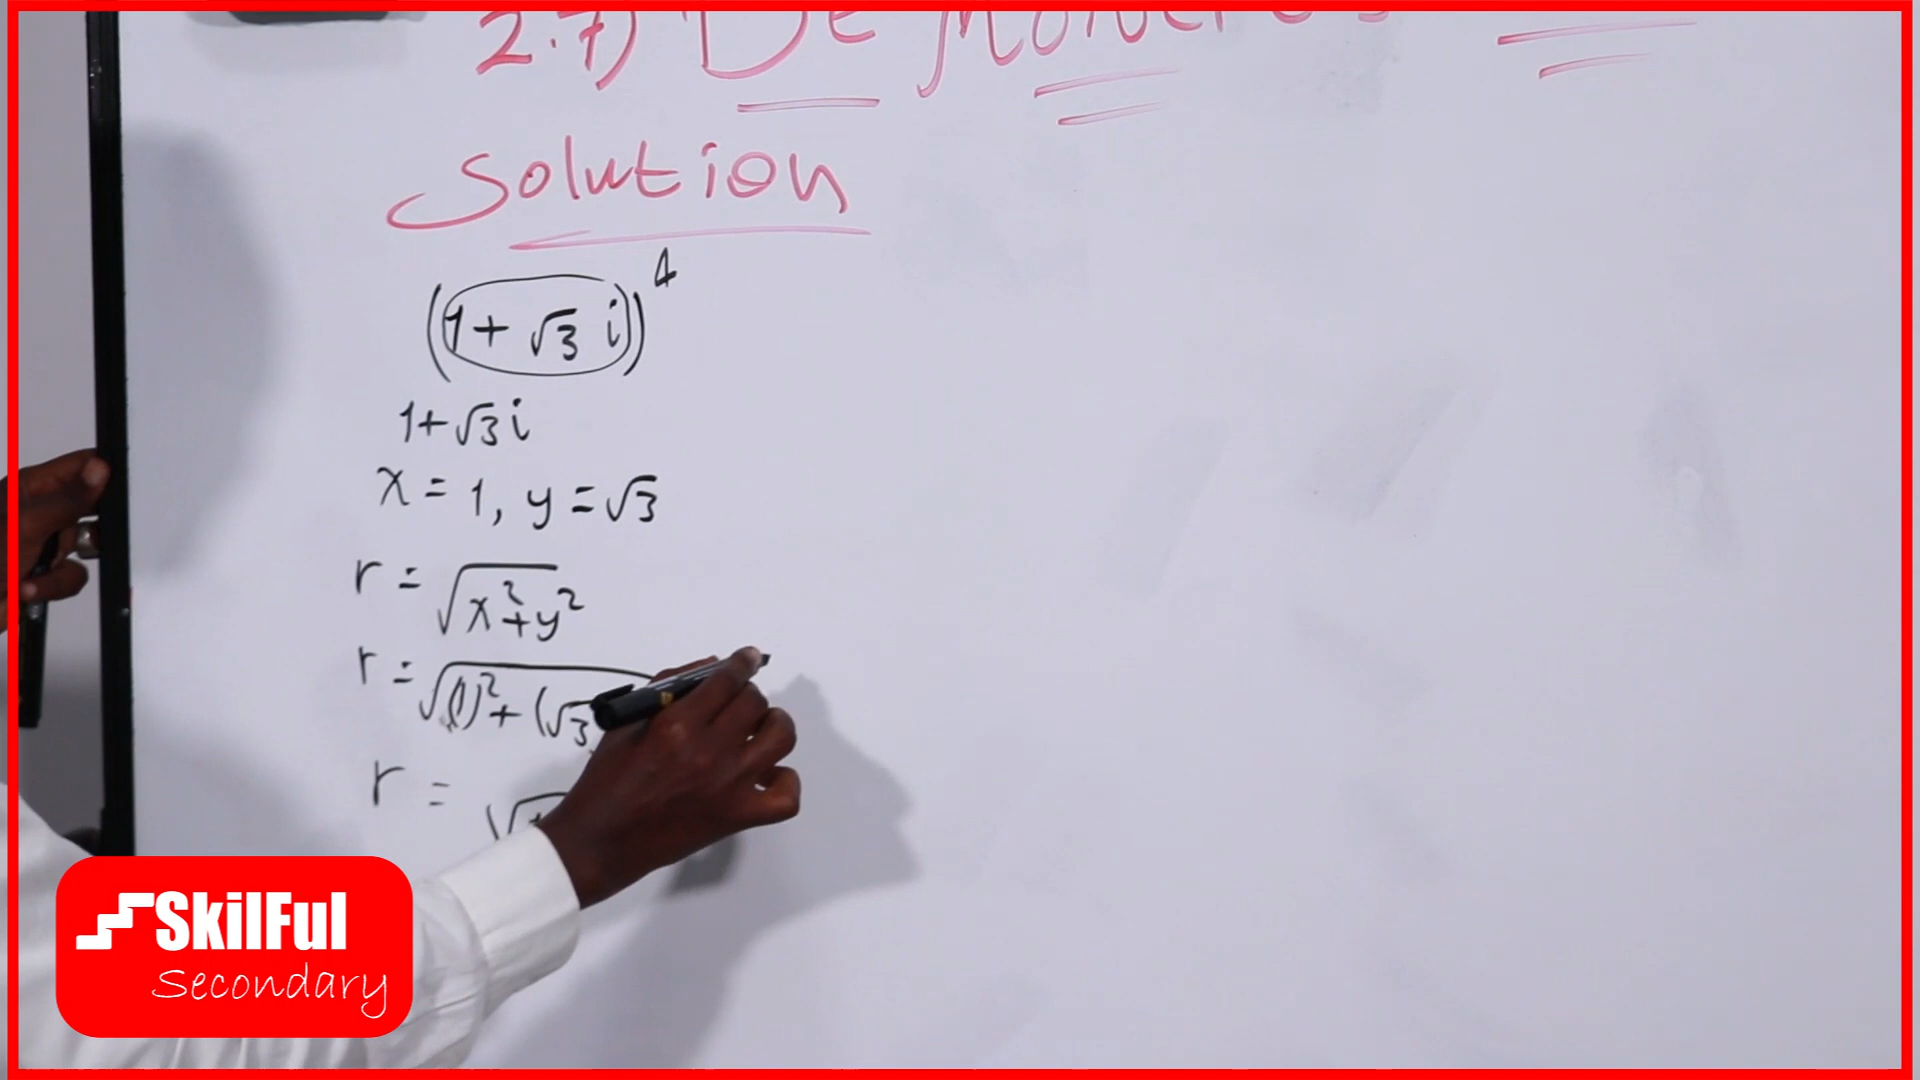 2.7) De Moivre's
Solution
(1 + √3 i)⁴
1 + √3 i
x = 1, y = √3
r = √x² + y²
r = √(1)² + (√3
r =
SkilFul
Secondary